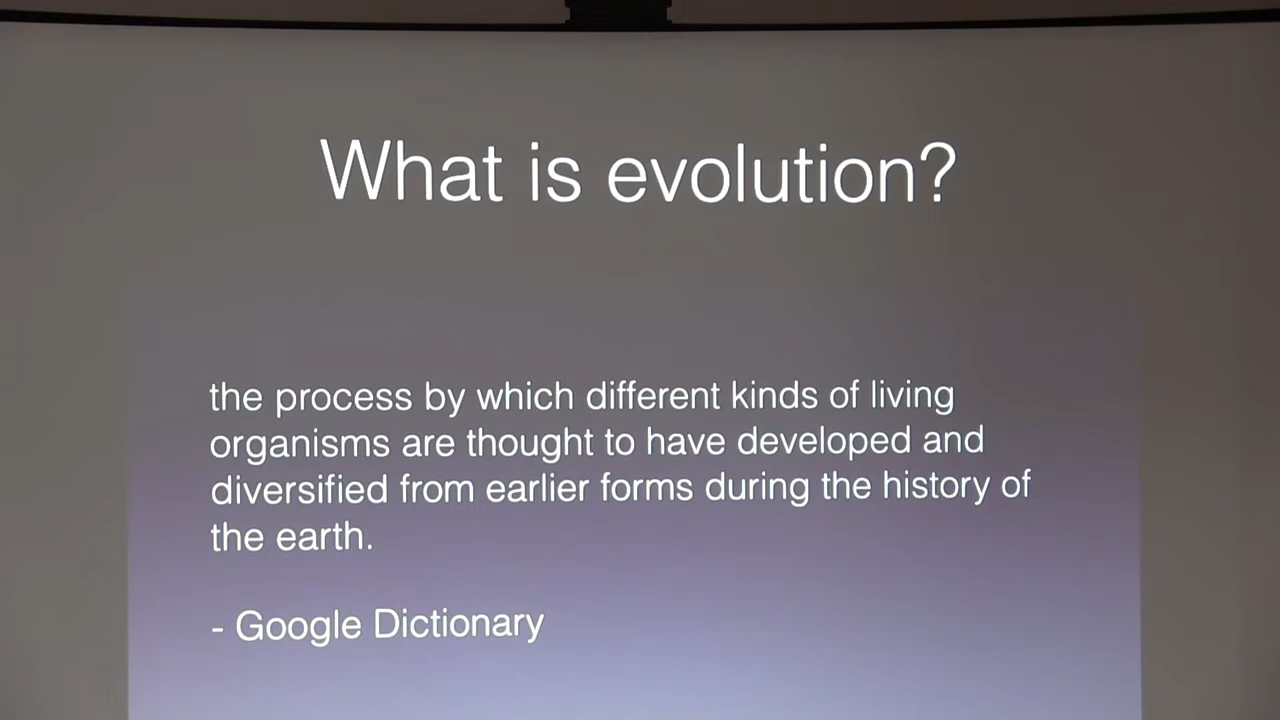 What is evolution?
the process by which different kinds of living
organisms are thought to have developed and
diversified from earlier forms during the history of
the earth.
- Google Dictionary